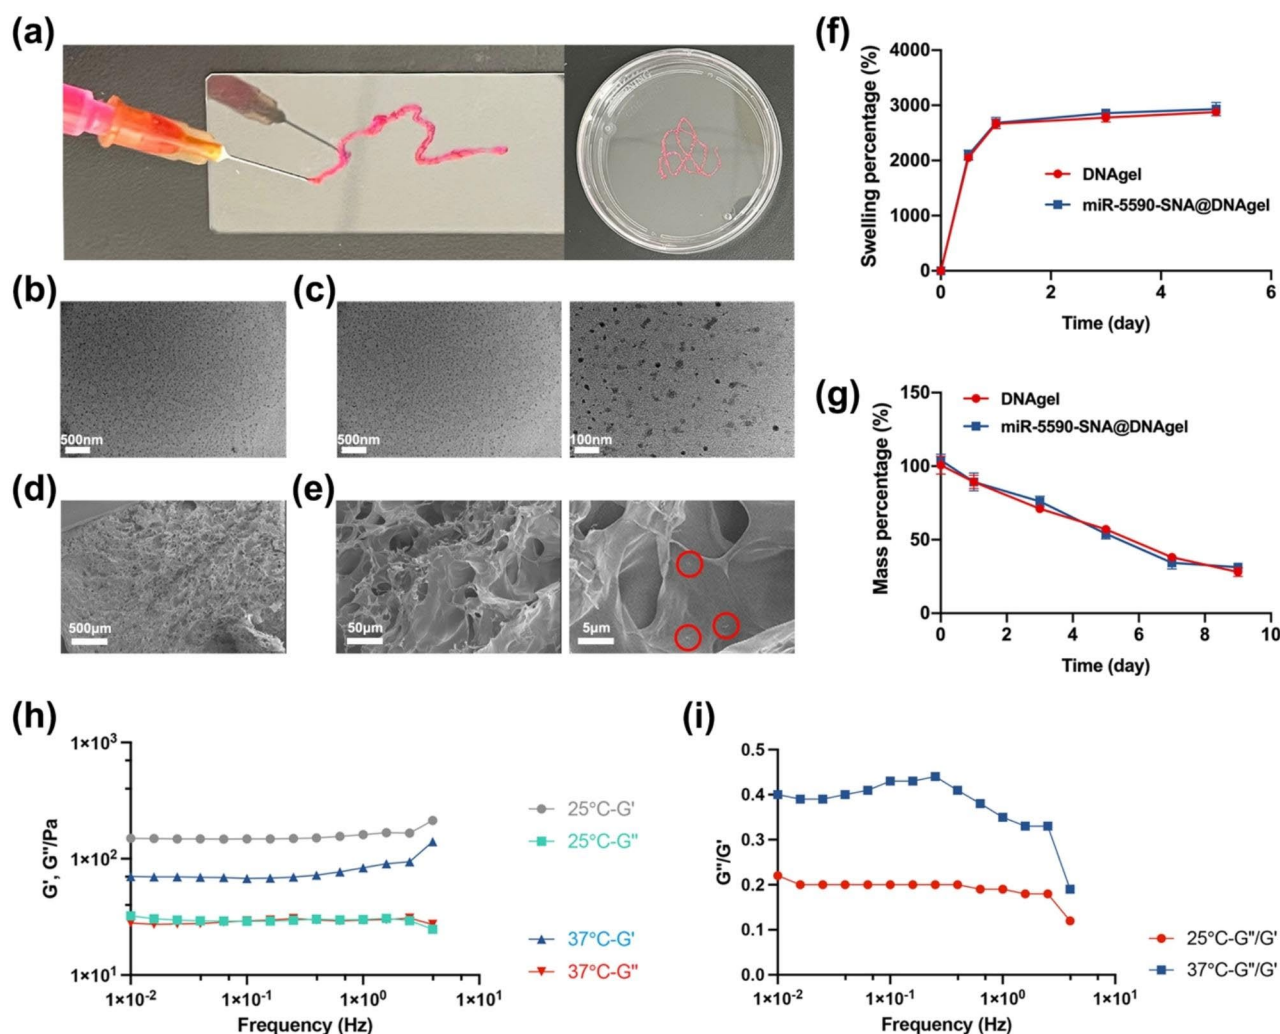 (a)
(b)
500nm
(c)
500nm
100nm
(d)
500μm
(e)
50μm
5μm
(f)
Swelling percentage (%)
4000
3000
2000
1000
0
DNAgel
miR-5590-SNA@DNAgel
0 2 4 6
Time (day)
(g)
Mass percentage (%)
150
100
50
0
DNAgel
miR-5590-SNA@DNAgel
0 2 4 6 8 10
Time (day)
(h)
G', G''/Pa
1×10³
1×10²
1×10¹
25°C-G'
25°C-G''
37°C-G'
37°C-G''
1×10⁻² 1×10⁻¹ 1×10⁰ 1×10¹
Frequency (Hz)
(i)
G''/G'
0.5
0.4
0.3
0.2
0.1
0.0
25°C-G''/G'
37°C-G''/G'
1×10⁻² 1×10⁻¹ 1×10⁰ 1×10¹
Frequency (Hz)